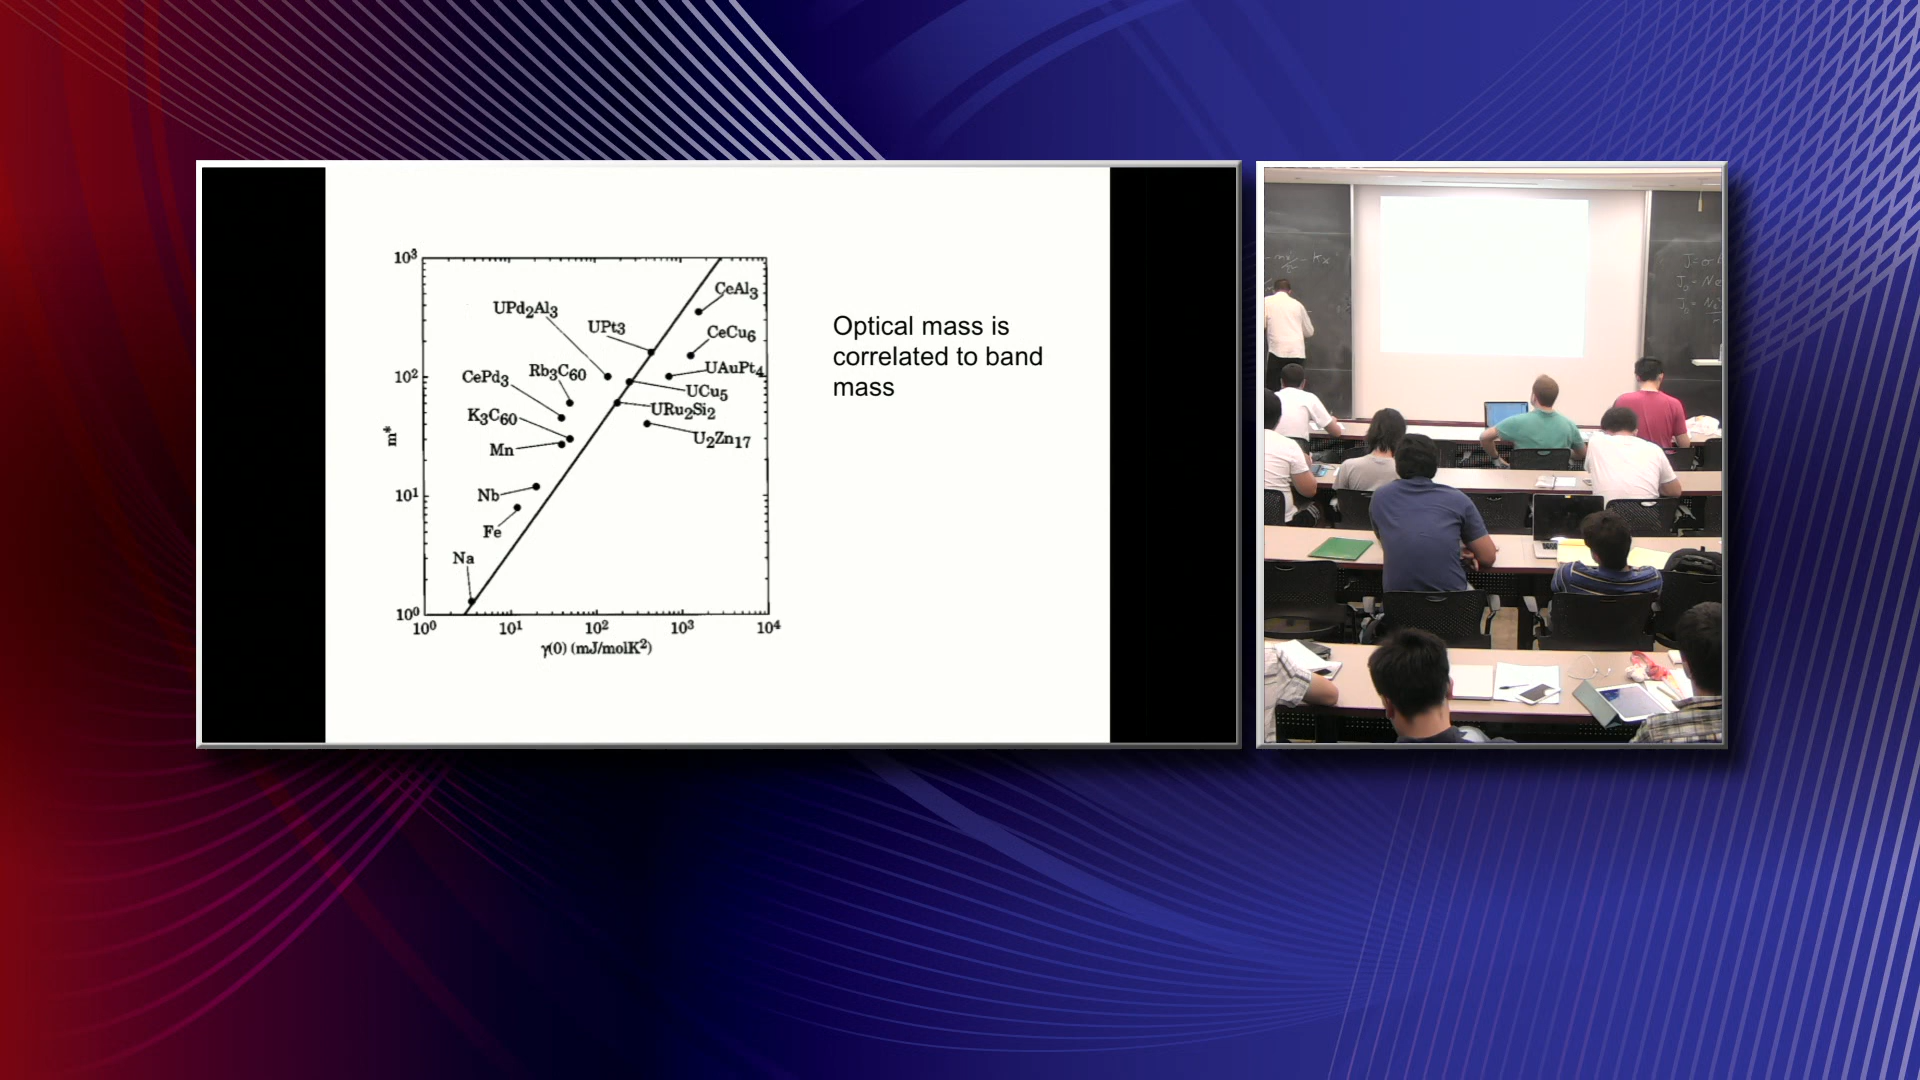 10³
CeAl₃
UPd₂Al₃
UPt₃
CeCu₆
UAuPt₄
10²
Rb₃C₆₀
CePd₃
UCu₅
K₃C₆₀
URu₂Si₂
m*
U₂Zn₁₇
Mn
10¹
Nb
Fe
Na
10⁰
10⁰ 10¹ 10² 10³ 10⁴
γ(0) (mJ/molK²)
Optical mass is
correlated to band
mass